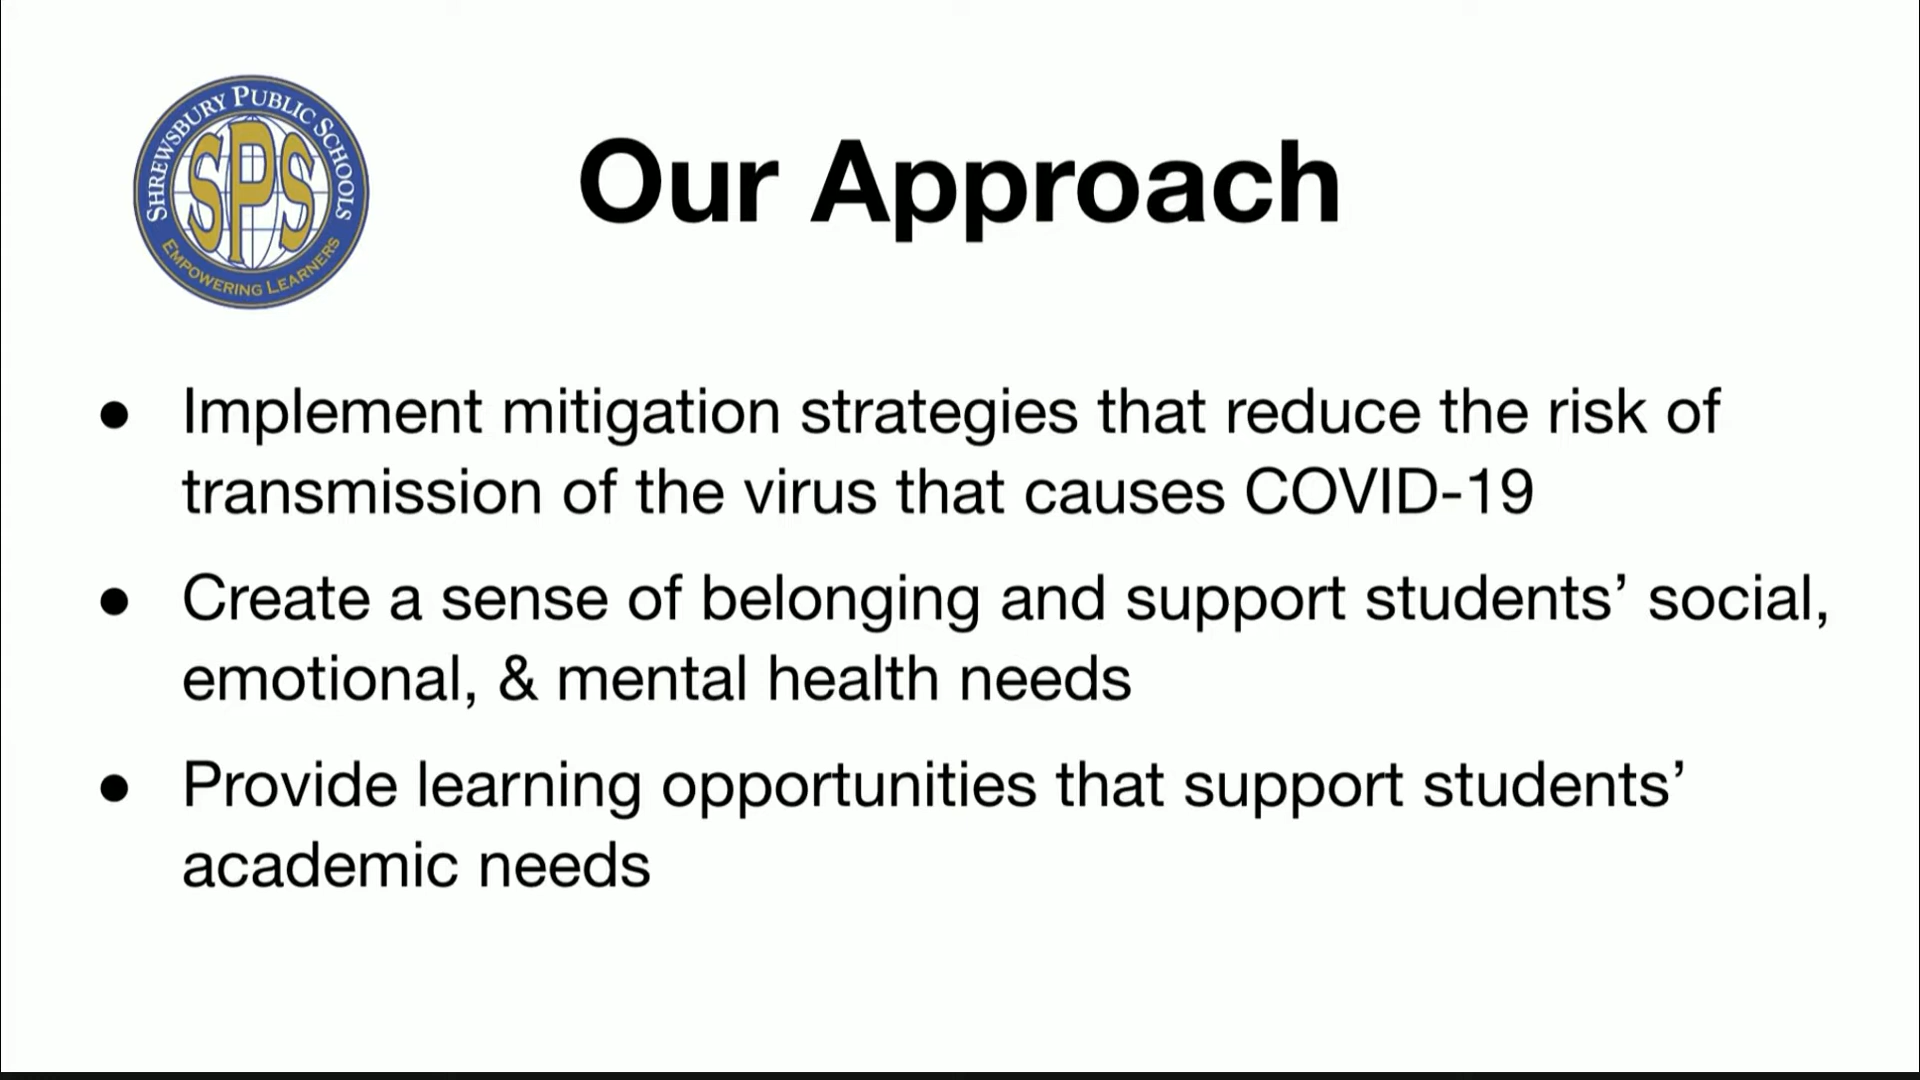 SHREWSBURY PUBLIC SCHOOLS
SPS
EMPOWERING LEARNERS
Our Approach
● Implement mitigation strategies that reduce the risk of
transmission of the virus that causes COVID-19
● Create a sense of belonging and support students’ social,
emotional, & mental health needs
● Provide learning opportunities that support students’
academic needs